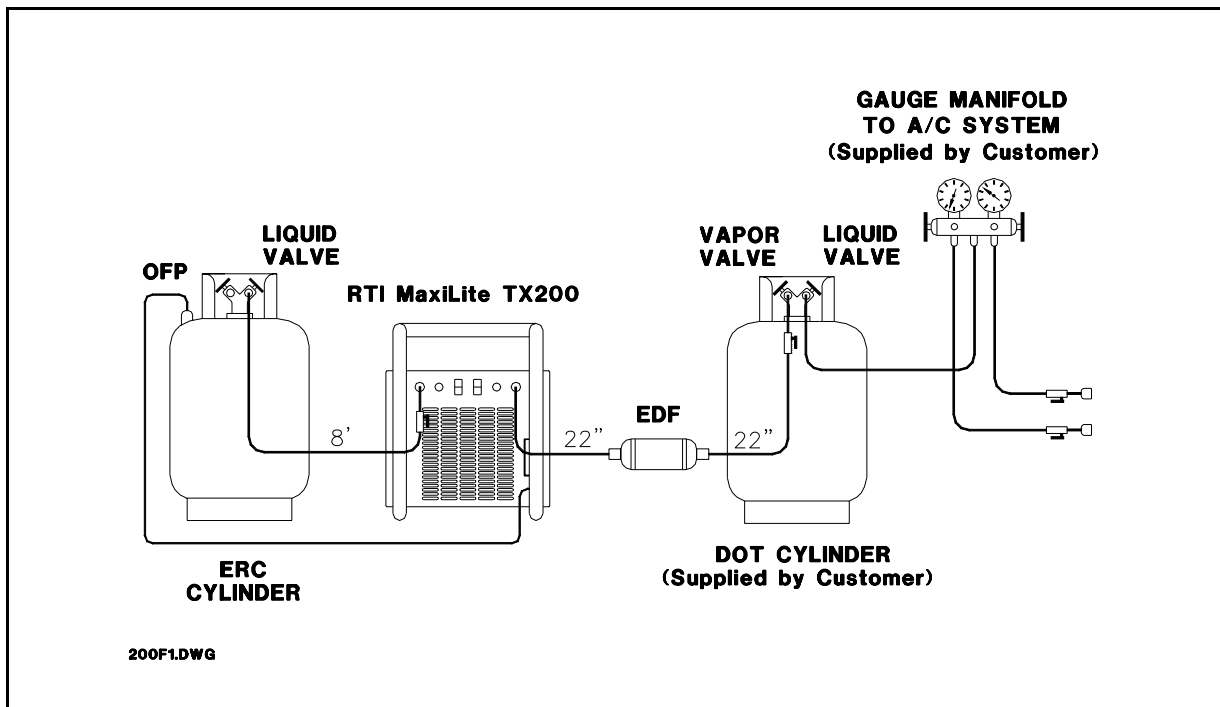 GAUGE MANIFOLD
TO A/C SYSTEM
(Supplied by Customer)
LIQUID
VALVE
OFP
RTI MaxiLite TX200
VAPOR
VALVE
LIQUID
VALVE
8'
22"
EDF
22"
ERC
CYLINDER
DOT CYLINDER
(Supplied by Customer)
200F1.DWG